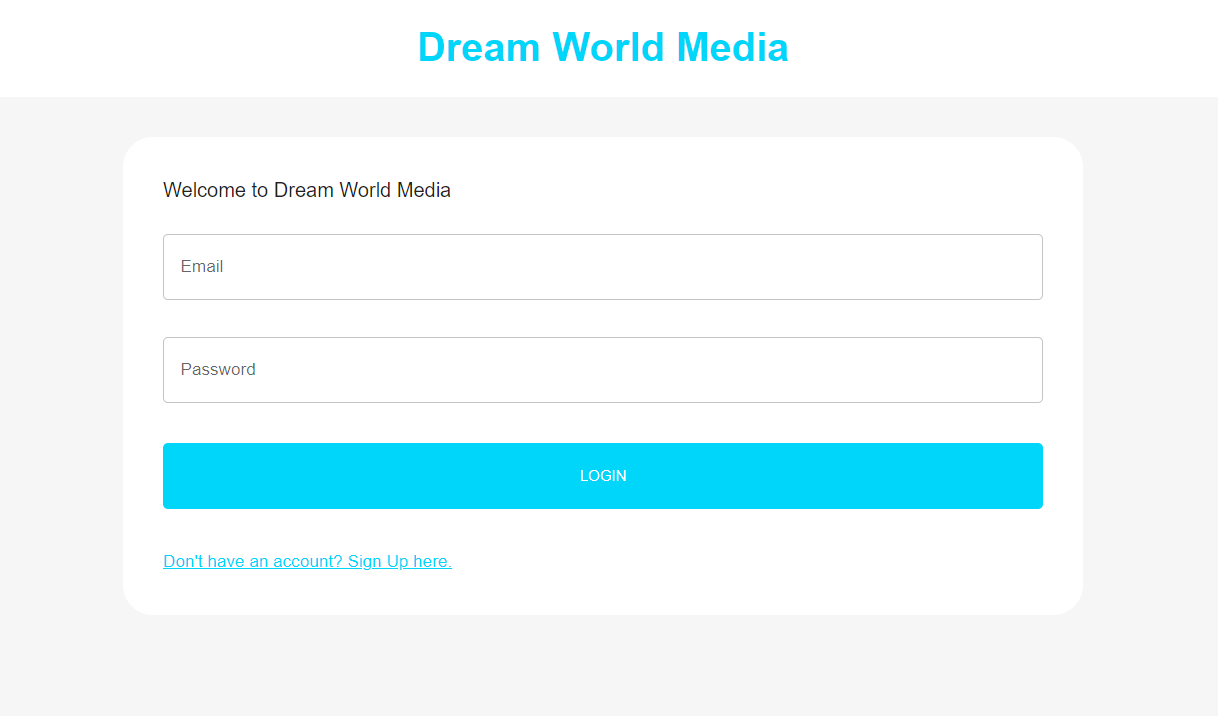 Dream World Media
Welcome to Dream World Media
Email
Password
LOGIN
Don't have an account? Sign Up here.